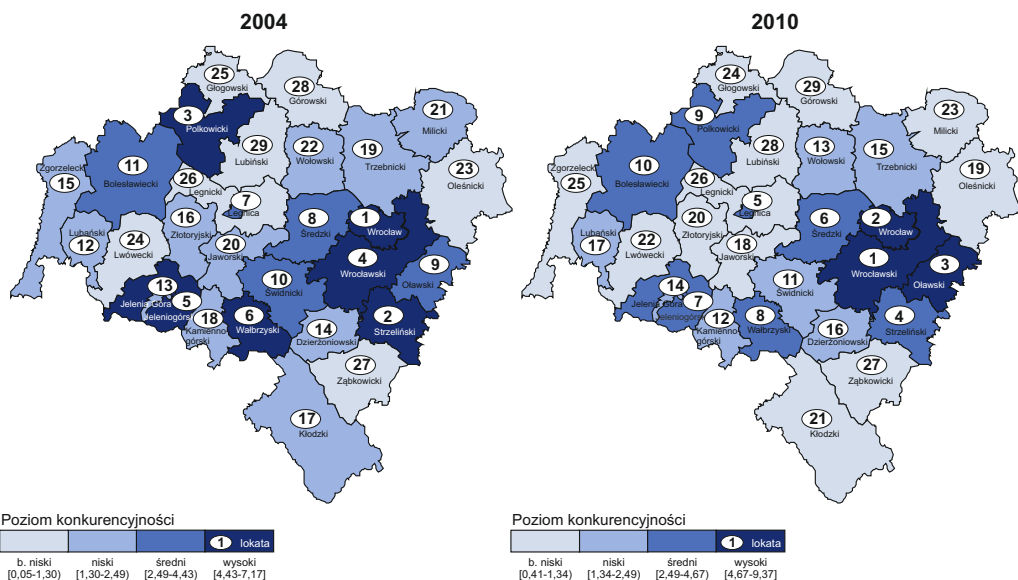 2004
25
Głogowski
28
Górowski
21
Milicki
3
Polkowicki
29
Lubiński
22
Wołowski
19
Trzebnicki
23
Oleśnicki
Zgorzelecki
15
11
Bolesławiecki
26
Legnicki
7
Legnica
8
Średzki
1
Wrocław
Lubański
12
24
Lwówecki
16
Złotoryjski
20
Jaworski
4
Wrocławski
9
Oławski
13
Jelenia Góra
5
Jeleniogórski
10
Świdnicki
18
Kamienno-
górski
6
Wałbrzyski
14
Dzierżoniowski
2
Strzeliński
27
Ząbkowicki
17
Kłodzki
Poziom konkurencyjności
1 lokata
b. niski niski średni wysoki
[0,05-1,30) [1,30-2,49) [2,49-4,43) [4,43-7,17]
2010
24
Głogowski
29
Górowski
23
Milicki
9
Polkowicki
28
Lubiński
13
Wołowski
15
Trzebnicki
19
Oleśnicki
Zgorzelecki
25
10
Bolesławiecki
26
Legnicki
5
Legnica
6
Średzki
2
Wrocław
Lubański
17
22
Lwówecki
20
Złotoryjski
18
Jaworski
1
Wrocławski
3
Oławski
14
Jelenia Góra
7
Jeleniogórski
11
Świdnicki
12
Kamienno-
górski
8
Wałbrzyski
16
Dzierżoniowski
4
Strzeliński
27
Ząbkowicki
21
Kłodzki
Poziom konkurencyjności
1 lokata
b. niski niski średni wysoki
[0,41-1,34) [1,34-2,49) [2,49-4,67) [4,67-9,37]